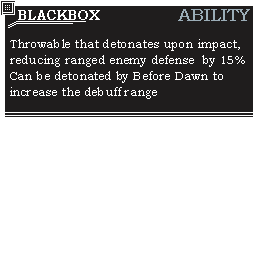 BLACKBOX ABILITY
Throwable that detonates upon impact,
reducing ranged enemy defense by 15%
Can be detonated by Before Dawn to
increase the debuff range